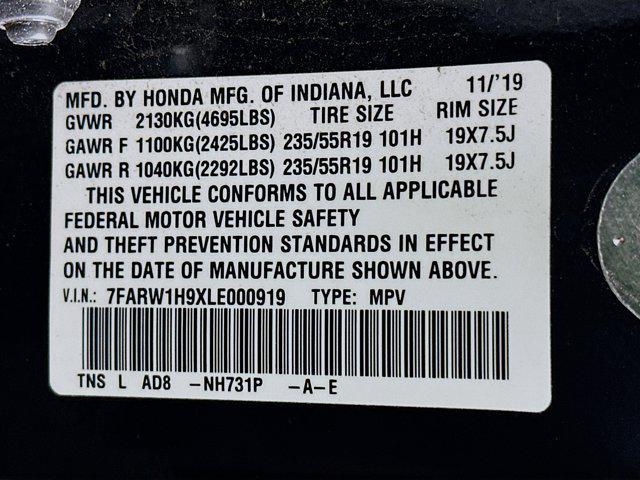 MFD. BY HONDA MFG. OF INDIANA, LLC 11/'19
GVWR 2130KG(4695LBS) TIRE SIZE RIM SIZE
GAWR F 1100KG(2425LBS) 235/55R19 101H 19X7.5J
GAWR R 1040KG(2292LBS) 235/55R19 101H 19X7.5J
THIS VEHICLE CONFORMS TO ALL APPLICABLE
FEDERAL MOTOR VEHICLE SAFETY
AND THEFT PREVENTION STANDARDS IN EFFECT
ON THE DATE OF MANUFACTURE SHOWN ABOVE.
V.I.N.: 7FARW1H9XLE000919 TYPE: MPV
TNS L AD8 -NH731P -A-E